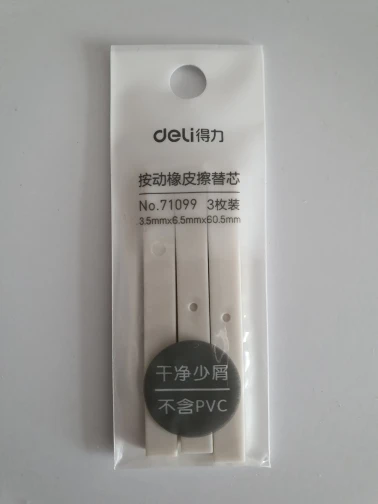 deli得力
按动橡皮擦替芯
No.71099 3枚装
3.5mmx6.5mmx60.5mm
干净少屑
不含PVC